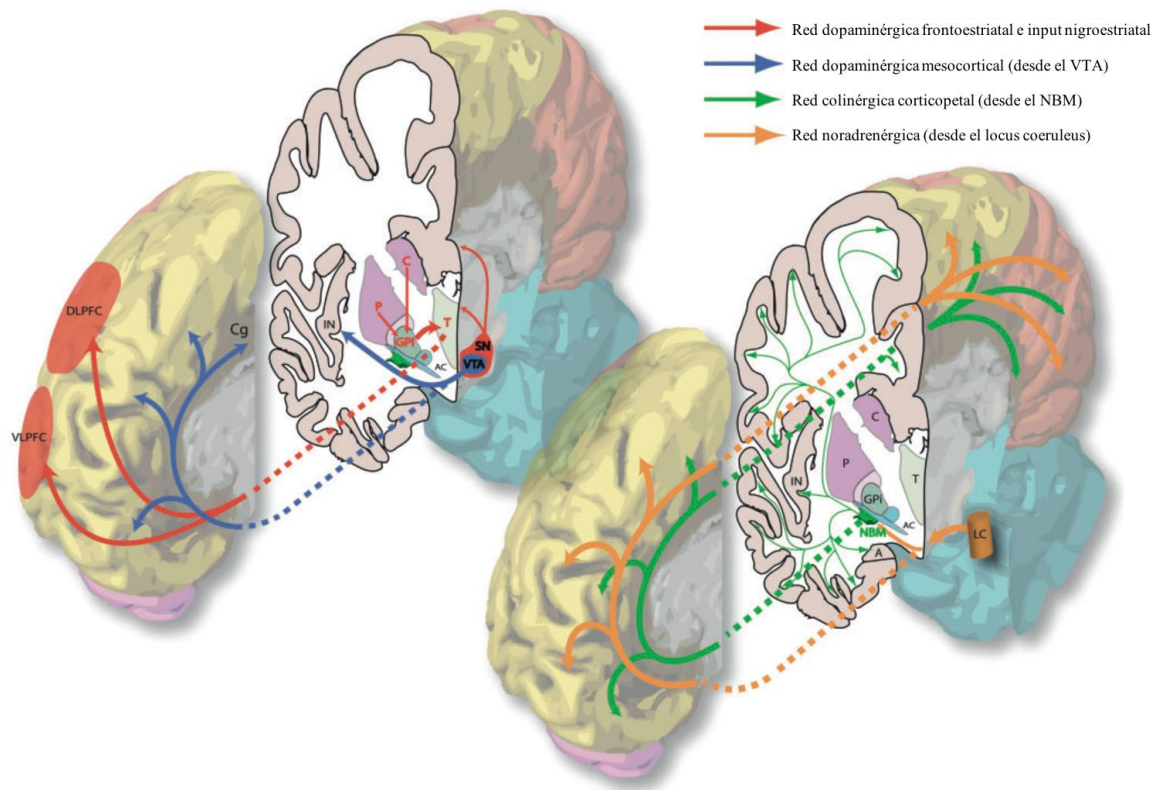 Red dopaminérgica frontoestriatal e input nigroestriatal
Red dopaminérgica mesocortical (desde el VTA)
Red colinérgica corticopetal (desde el NBM)
Red noradrenérgica (desde el locus coeruleus)
DLPFC
Cg
VLPFC
C
P
IN
IN
GPi
T
SN
VTA
AC
C
P
IN
T
GPi
AC
NBM
A
LC